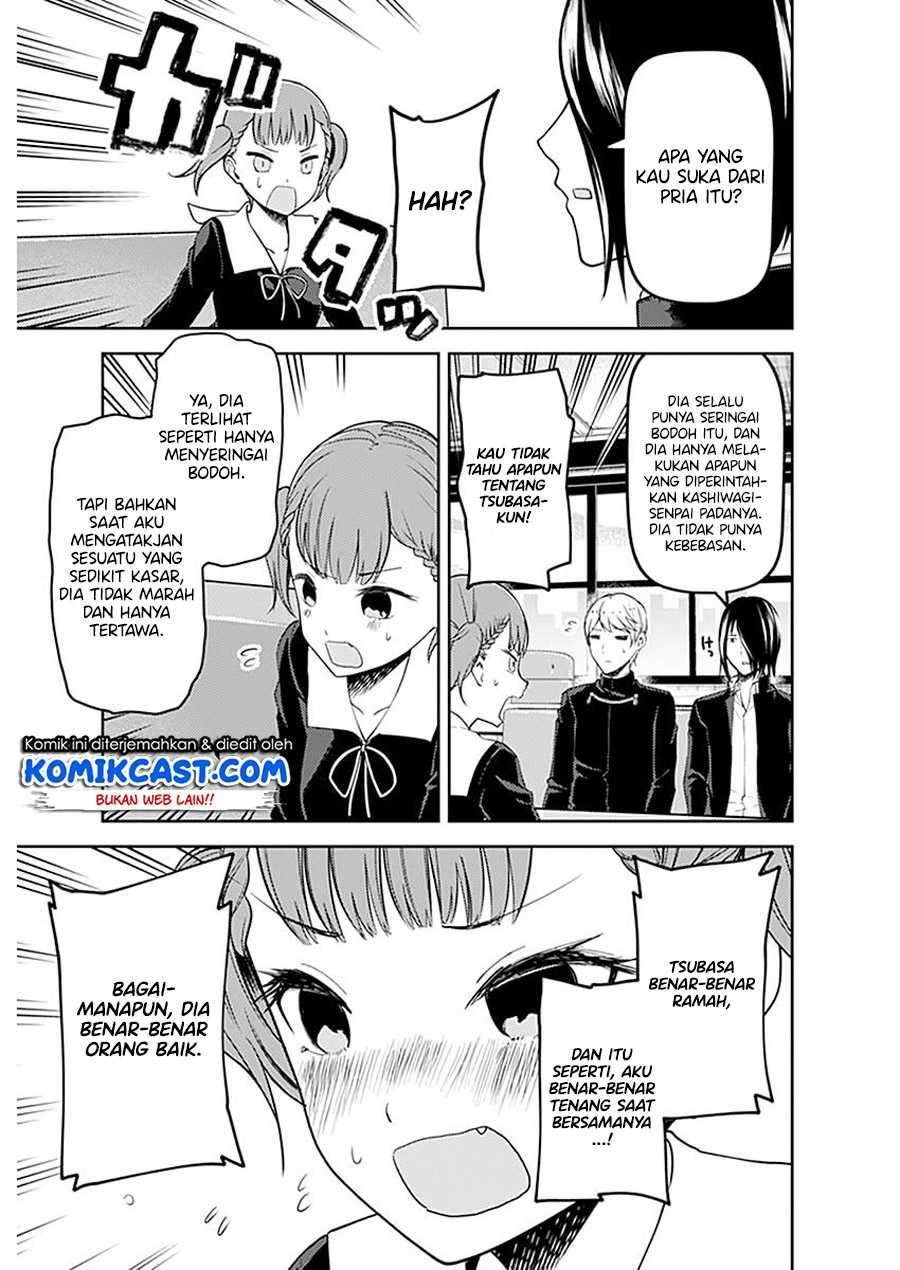 APA YANG
KAU SUKA DARI
PRIA ITU?
HAH?
ガ
タ
ッ
DIA SELALU
PUNYA SERINGAI
BODOH ITU, DAN
DIA HANYA MELA-
KUKAN APAPUN
YANG DIPERINTAH-
KAN KASHIWAGI-
SENPAI PADANYA.
DIA TIDAK PUNYA
KEBEBASAN.
KAU TIDAK
TAHU APAPUN
TENTANG
TSUBASA-
KUN!
YA, DIA
TERLIHAT
SEPERTI HANYA
MENYERINGAI
BODOH.
TAPI BAHKAN
SAAT AKU
MENGATAKJAN
SESUATU YANG
SEDIKIT KASAR,
DIA TIDAK MARAH
DAN HANYA
TERTAWA.
Komik ini diterjemahkan & diedit oleh
KOMIKCAST.COM
BUKAN WEB LAIN!!
TSUBASA
BENAR-BENAR
RAMAH,
DAN ITU
SEPERTI, AKU
BENAR-BENAR
TENANG SAAT
BERSAMANYA
...!
BAGAI-
MANAPUN, DIA
BENAR-BENAR
ORANG BAIK.